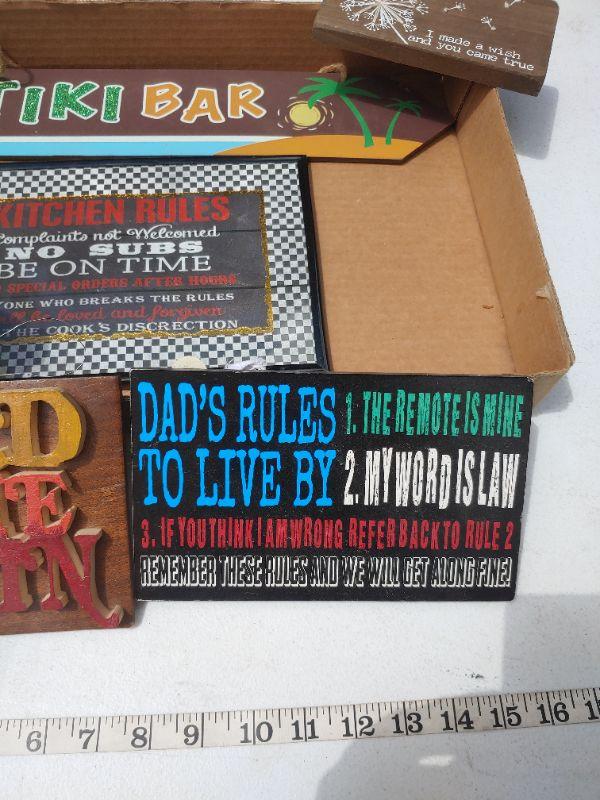 I made a wish
and you came true
TIKI BAR
KITCHEN RULES
Complaints not Welcomed
NO SUBS
BE ON TIME
SPECIAL ORDERS AFTER HOURS
ONE WHO BREAKS THE RULES
be loved and forgiven
COOK'S DISCRETION
DAD'S RULES
TO LIVE BY
1. THE REMOTE IS MINE
2. MY WORD IS LAW
3. IF YOU THINK I AM WRONG REFER BACK TO RULE 2
REMEMBER THESE RULES AND WE WILL GET ALONG FINE!
6 7 8 9 10 11 12 13 14 15 16